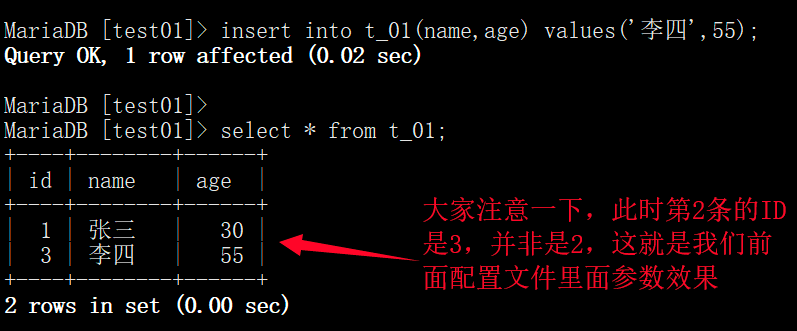 MariaDB [test01]> insert into t_01(name,age) values('李四',55);
Query OK, 1 row affected (0.02 sec)
MariaDB [test01]>
MariaDB [test01]> select * from t_01;
+----+--------+------+
| id | name   | age  |
+----+--------+------+
|  1 | 张三   |   30 |
|  3 | 李四   |   55 |
+----+--------+------+
2 rows in set (0.00 sec)
大家注意一下，此时第2条的ID
是3，并非是2，这就是我们前
面配置文件里面参数效果